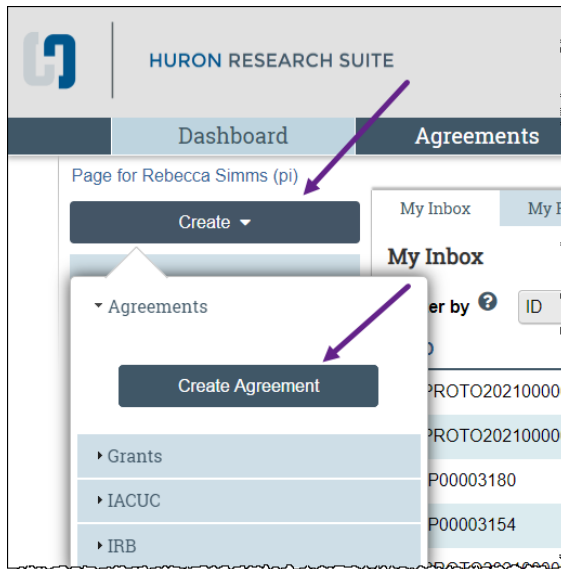 HURON RESEARCH SUITE
Dashboard
Agreements
Page for Rebecca Simms (pi)
Create
My Inbox
My
My Inbox
er by
ID
Agreements
Create Agreement
PROTO20210000
PROTO20210000
Grants
P00003180
IACUC
P00003154
IRB